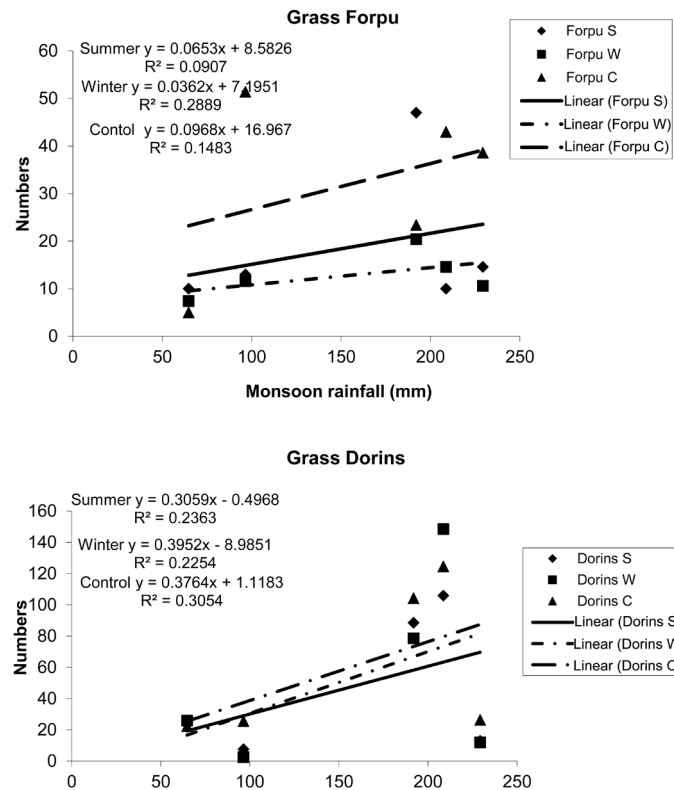 Grass Forpu
Summer y = 0.0653x + 8.5826
R² = 0.0907
Winter y = 0.0362x + 7.1951
R² = 0.2889
Contol y = 0.0968x + 16.967
R² = 0.1483
Forpu S
Forpu W
Forpu C
Linear (Forpu S)
Linear (Forpu W)
Linear (Forpu C)
Numbers
60
50
40
30
20
10
0
0 50 100 150 200 250
Monsoon rainfall (mm)
Grass Dorins
Summer y = 0.3059x - 0.4968
R² = 0.2363
Winter y = 0.3952x - 8.9851
R² = 0.2254
Control y = 0.3764x + 1.1183
R² = 0.3054
Dorins S
Dorins W
Dorins C
Linear (Dorins S
Linear (Dorins W
Linear (Dorins C
Numbers
160
140
120
100
80
60
40
20
0
0 50 100 150 200 250